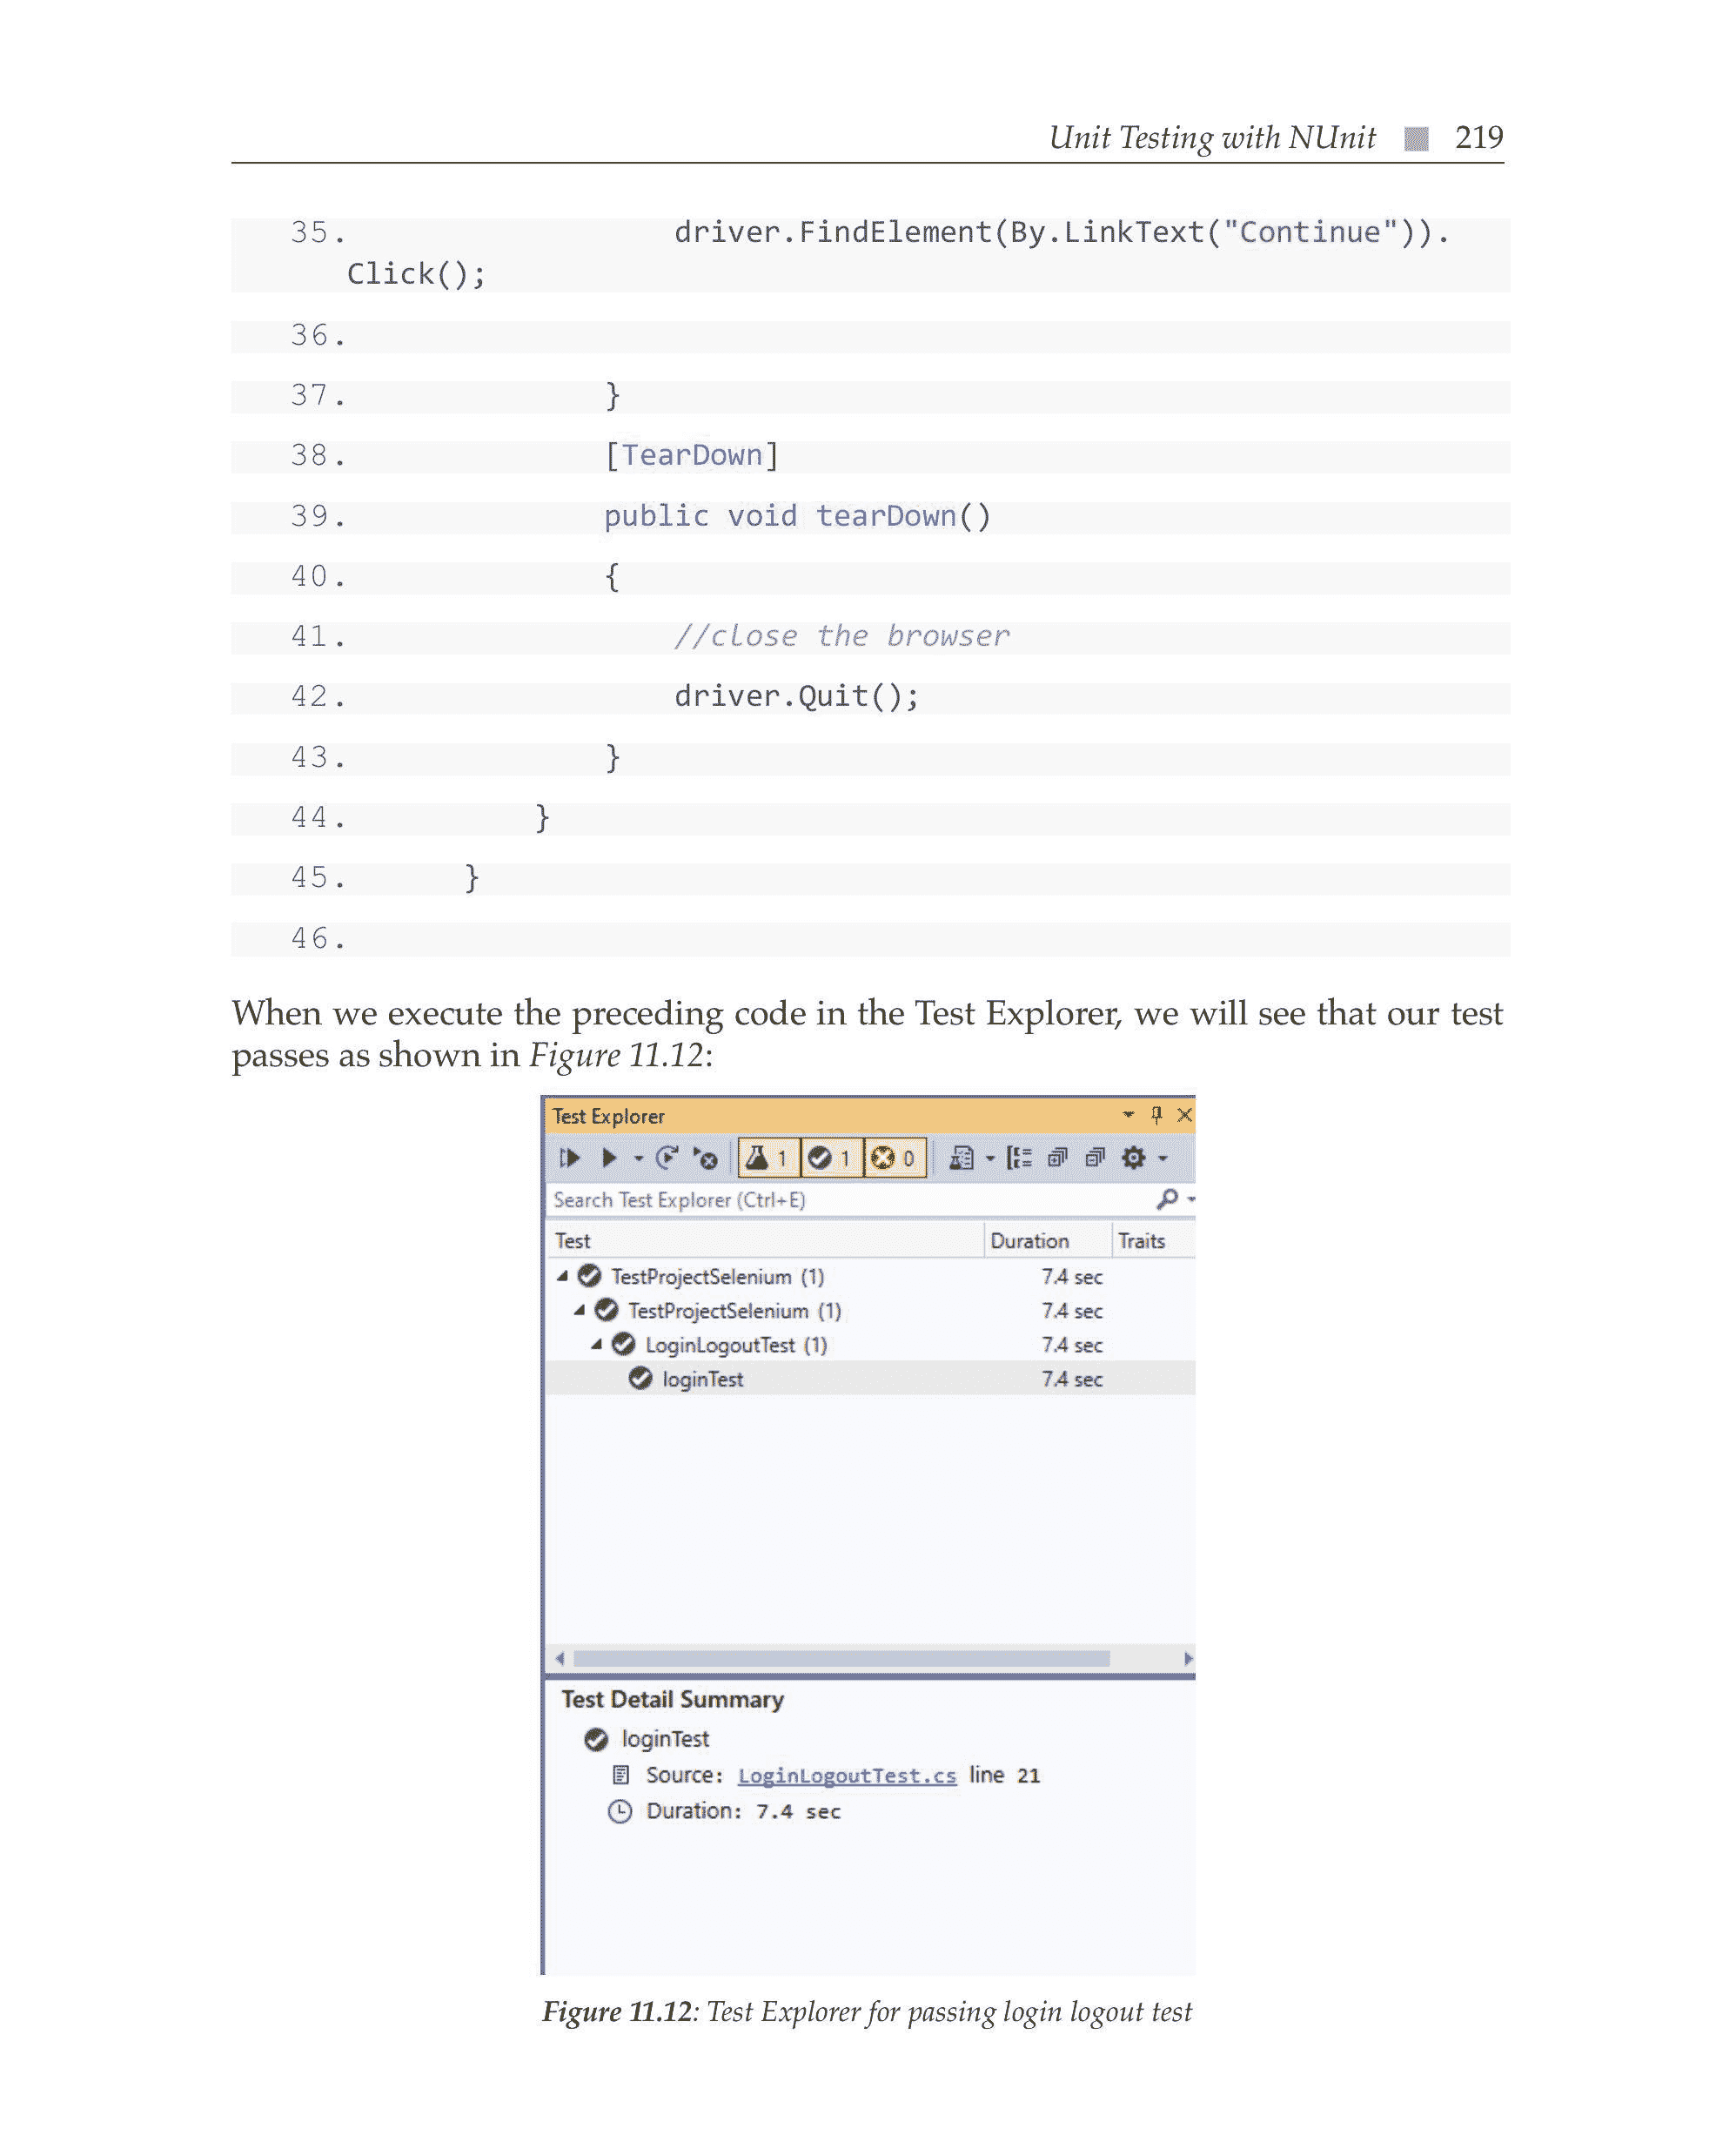 Unit Testing with NUnit 219
35. driver.FindElement(By.LinkText("Continue")).
Click();
36.
37. }
38. [TearDown]
39. public void tearDown()
40. {
41. //close the browser
42. driver.Quit();
43. }
44. }
45. }
46.
When we execute the preceding code in the Test Explorer, we will see that our test
passes as shown in Figure 11.12:
Test Explorer
1 1 0
Search Test Explorer (Ctrl+E)
Test Duration Traits
TestProjectSelenium (1) 7.4 sec
TestProjectSelenium (1) 7.4 sec
LoginLogoutTest (1) 7.4 sec
loginTest 7.4 sec
Test Detail Summary
loginTest
Source: LoginLogoutTest.cs line 21
Duration: 7.4 sec
Figure 11.12: Test Explorer for passing login logout test